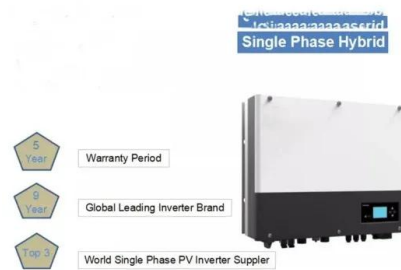 Single Phase Hybrid
5
Year
Warranty Period
9
Year
Global Leading Inverter Brand
Top 3
World Single Phase PV Inverter Suppler